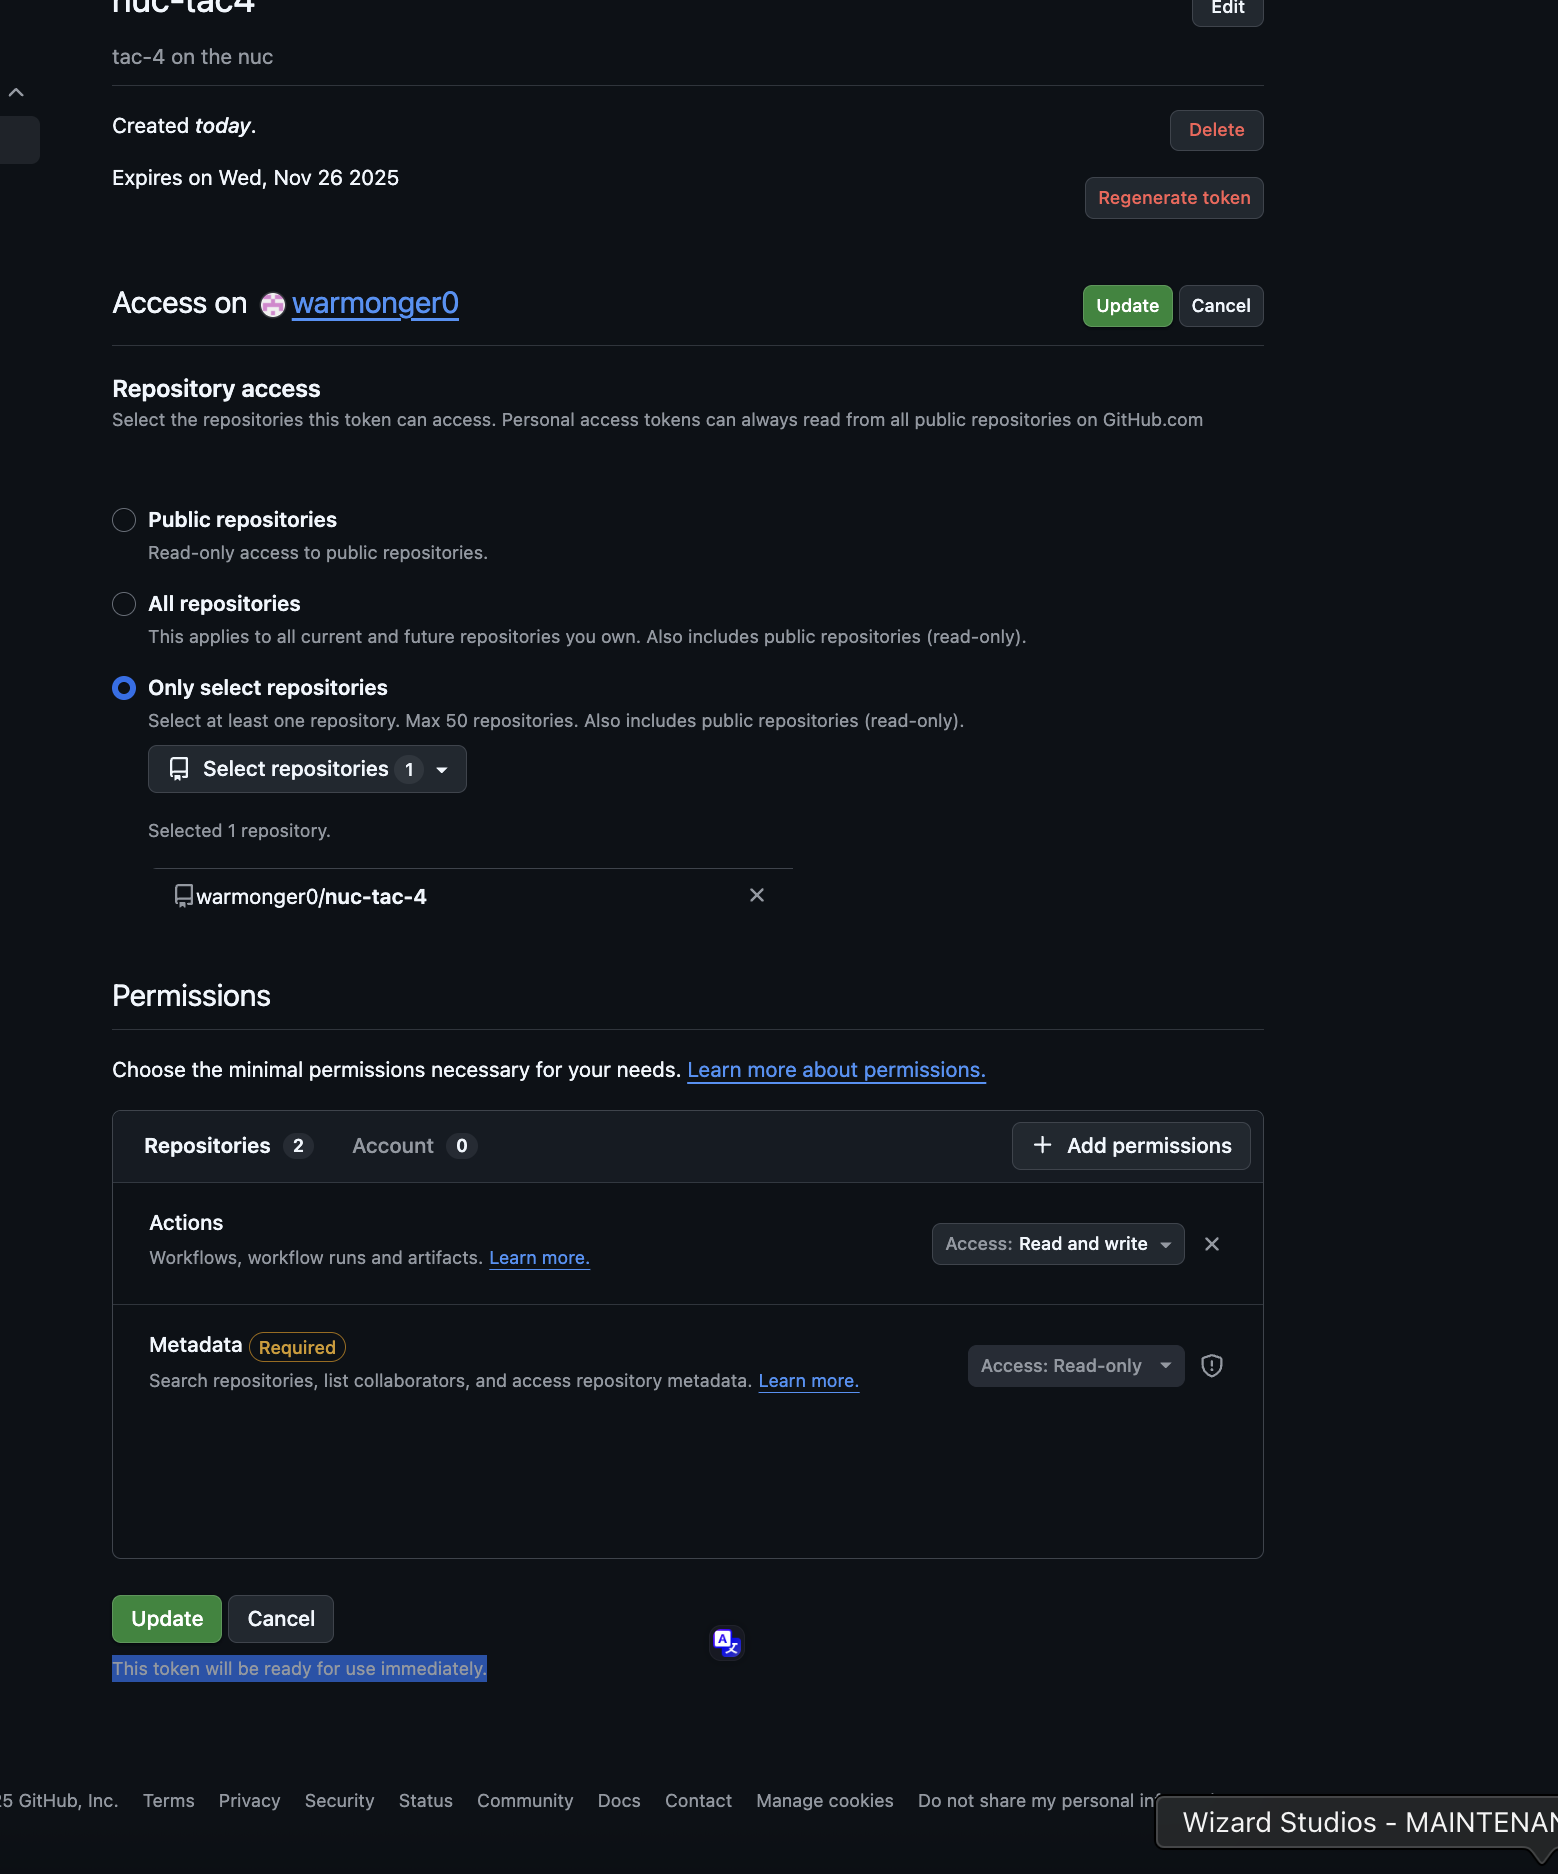 nuc-tac4
Edit
tac-4 on the nuc
Created today.
Delete
Expires on Wed, Nov 26 2025
Regenerate token
Access on warmonger0
Update Cancel
Repository access
Select the repositories this token can access. Personal access tokens can always read from all public repositories on GitHub.com
Public repositories
Read-only access to public repositories.
All repositories
This applies to all current and future repositories you own. Also includes public repositories (read-only).
Only select repositories
Select at least one repository. Max 50 repositories. Also includes public repositories (read-only).
Select repositories 1
Selected 1 repository.
warmonger0/nuc-tac-4
Permissions
Choose the minimal permissions necessary for your needs. Learn more about permissions.
Repositories 2 Account 0
+ Add permissions
Actions
Workflows, workflow runs and artifacts. Learn more.
Access: Read and write
Metadata Required
Search repositories, list collaborators, and access repository metadata. Learn more.
Access: Read-only
Update Cancel
This token will be ready for use immediately.
25 GitHub, Inc. Terms Privacy Security Status Community Docs Contact Manage cookies Do not share my personal
Wizard Studios - MAINTENAN